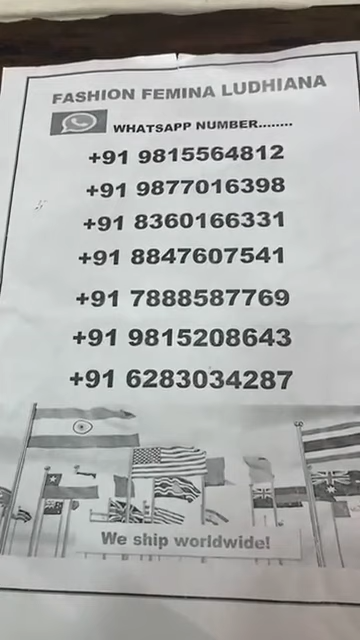 FASHION FEMINA LUDHIANA
WHATSAPP NUMBER........
+91 9815564812
+91 9877016398
+91 8360166331
+91 8847607541
+91 7888587769
+91 9815208643
+91 6283034287
We ship worldwide!